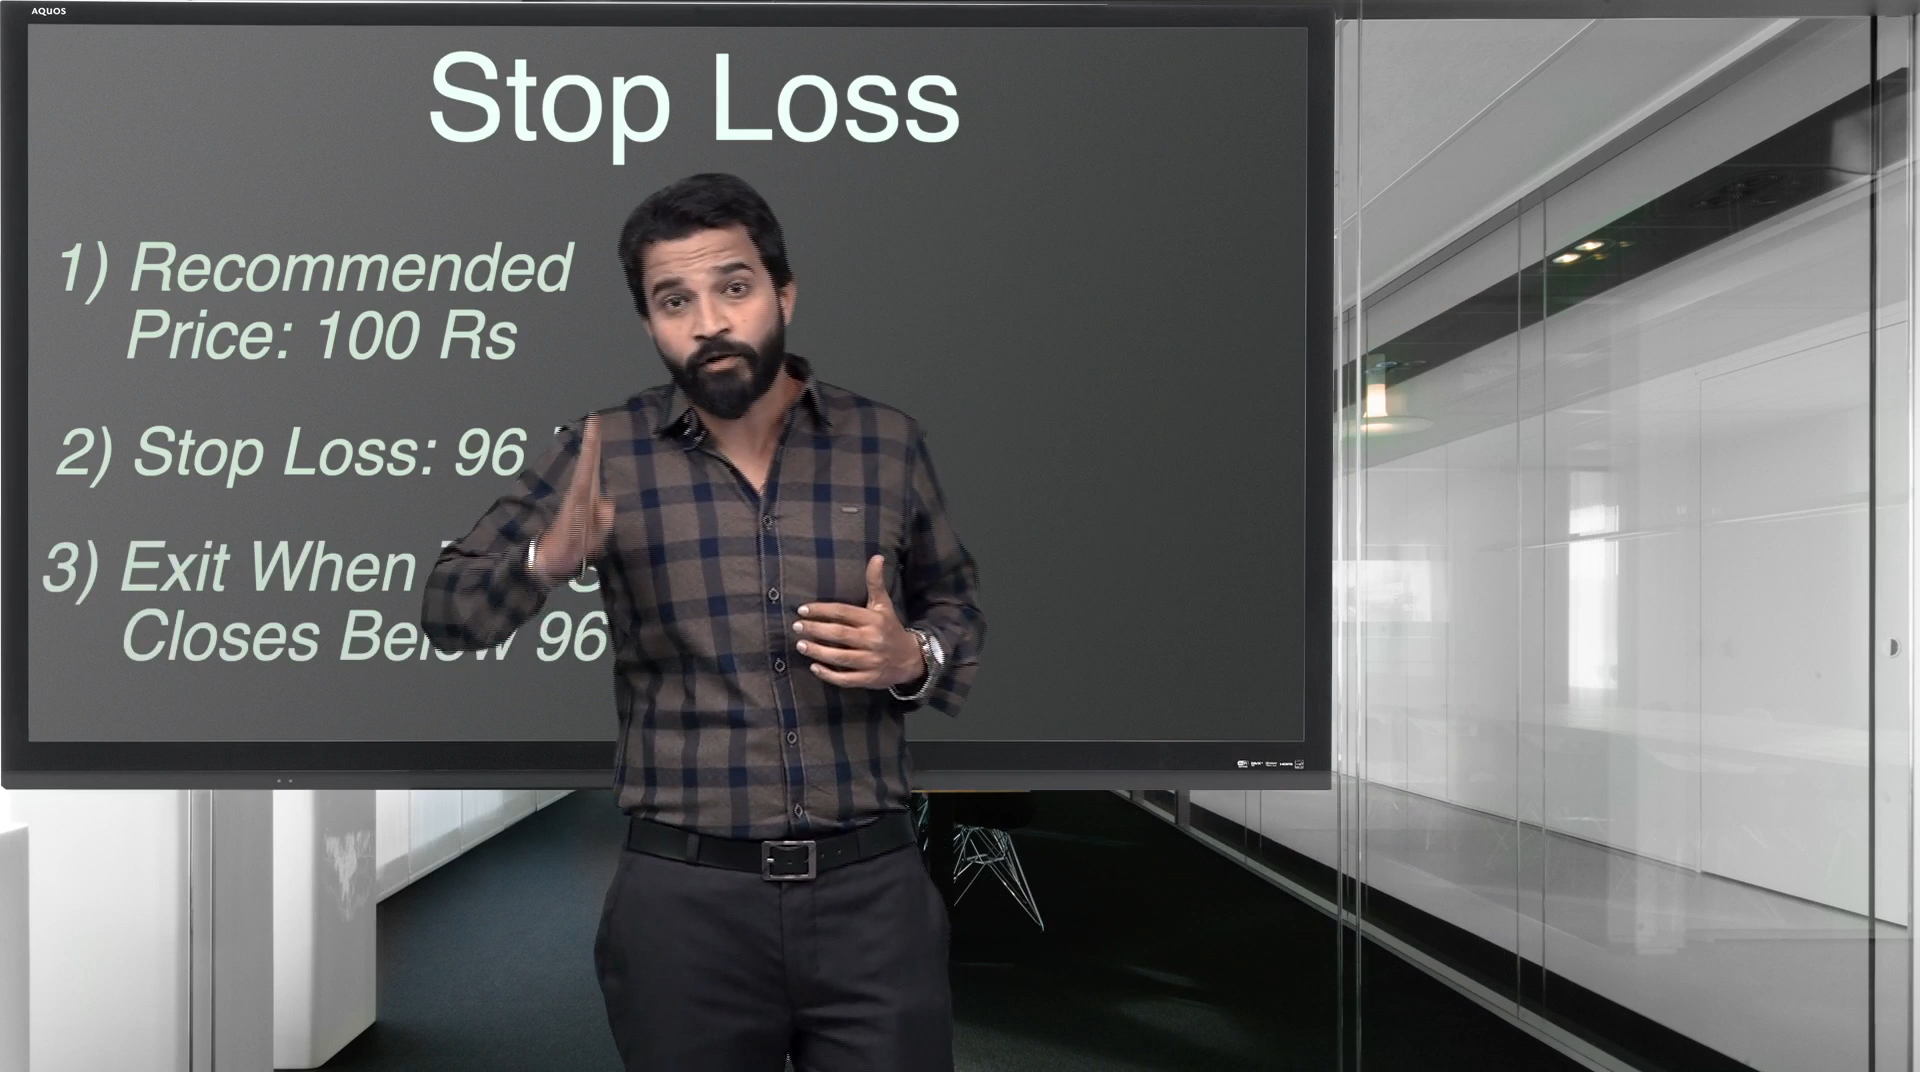 AQUOS
Stop Loss
1) Recommended
Price: 100 Rs
2) Stop Loss: 96
3) Exit When
Closes Below 96